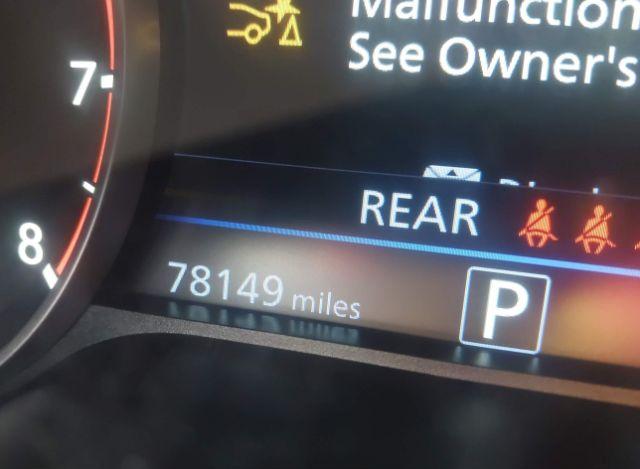 Malfunction
See Owner's
7
REAR
8
78149 miles
P